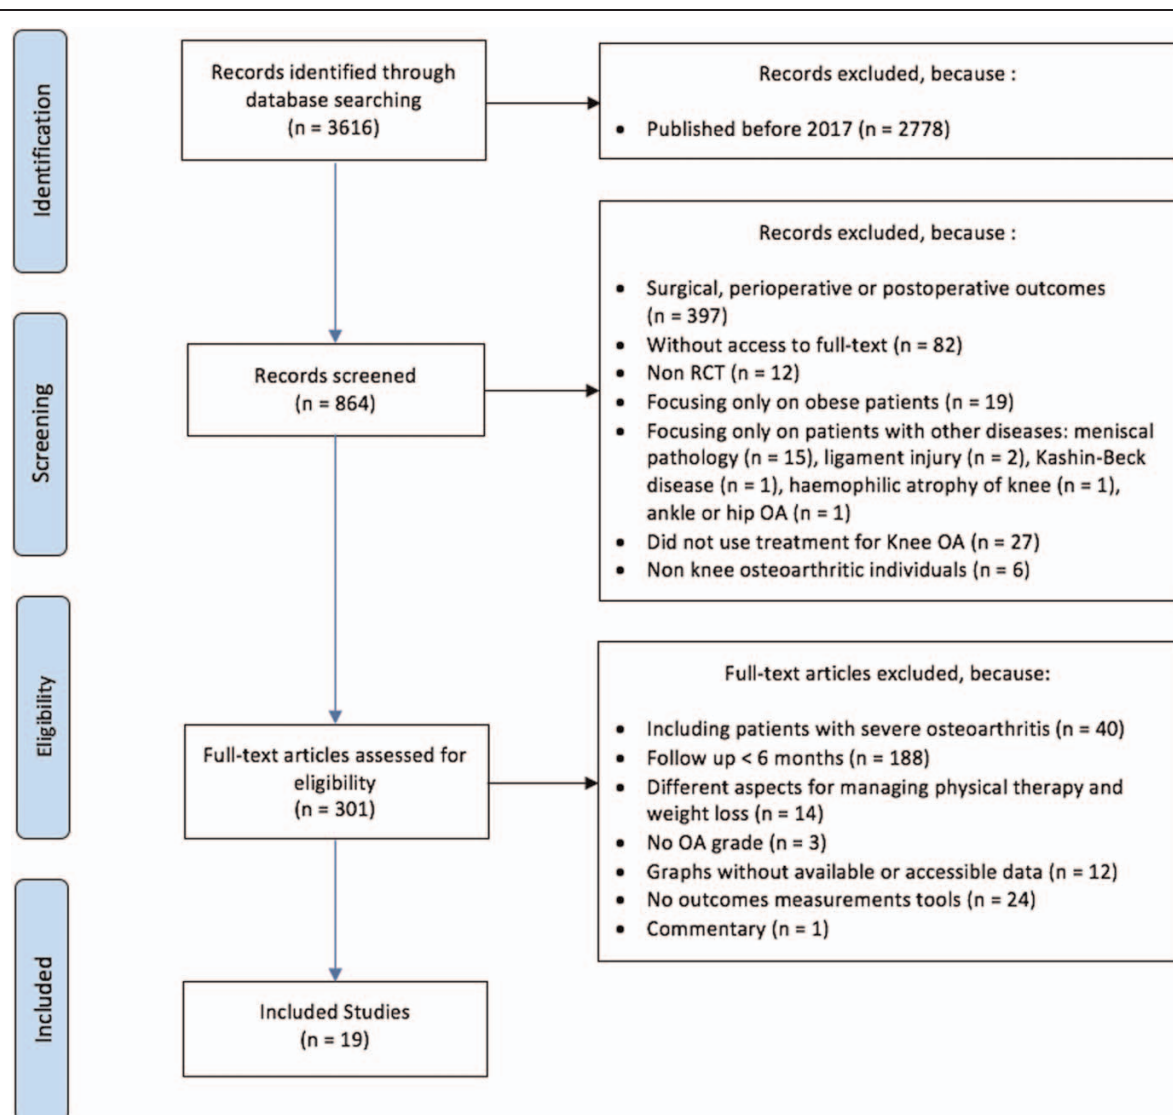 Identification
Records identified through
database searching
(n = 3616)
Records excluded, because :
• Published before 2017 (n = 2778)
Screening
Records screened
(n = 864)
Records excluded, because :
• Surgical, perioperative or postoperative outcomes
(n = 397)
• Without access to full-text (n = 82)
• Non RCT (n = 12)
• Focusing only on obese patients (n = 19)
• Focusing only on patients with other diseases: meniscal
pathology (n = 15), ligament injury (n = 2), Kashin-Beck
disease (n = 1), haemophilic atrophy of knee (n = 1),
ankle or hip OA (n = 1)
• Did not use treatment for Knee OA (n = 27)
• Non knee osteoarthritic individuals (n = 6)
Eligibility
Full-text articles assessed for
eligibility
(n = 301)
Full-text articles excluded, because:
• Including patients with severe osteoarthritis (n = 40)
• Follow up < 6 months (n = 188)
• Different aspects for managing physical therapy and
weight loss (n = 14)
• No OA grade (n = 3)
• Graphs without available or accessible data (n = 12)
• No outcomes measurements tools (n = 24)
• Commentary (n = 1)
Included
Included Studies
(n = 19)